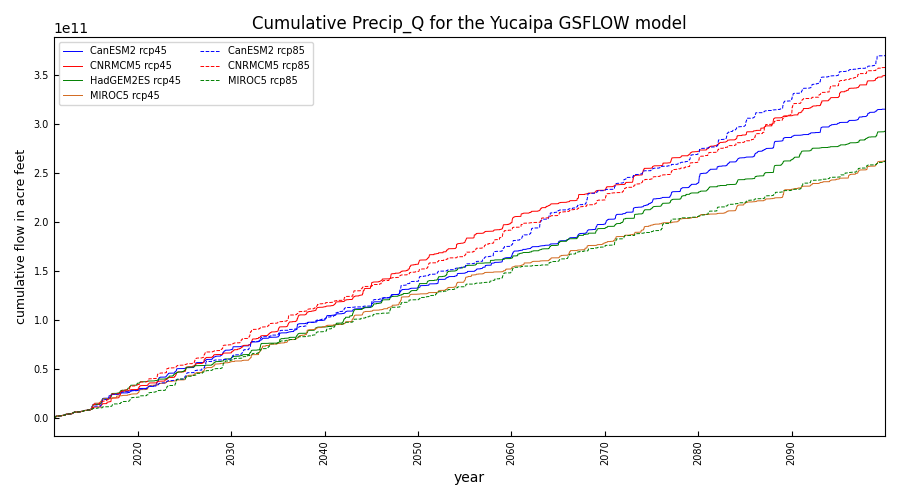 Cumulative Precip_Q for the Yucaipa GSFLOW model
1e11
CanESM2 rcp45
CNRMCM5 rcp45
HadGEM2ES rcp45
MIROC5 rcp45
CanESM2 rcp85
CNRMCM5 rcp85
MIROC5 rcp85
cumulative flow in acre feet
3.5
3.0
2.5
2.0
1.5
1.0
0.5
0.0
2020
2030
2040
2050
2060
2070
2080
2090
year